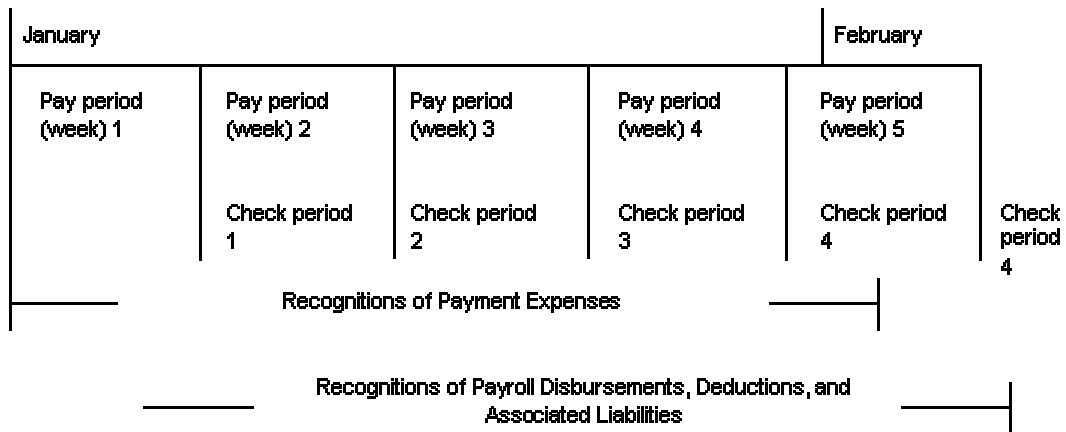 January
February
Pay period
(week) 1
Pay period
(week) 2
Pay period
(week) 3
Pay period
(week) 4
Pay period
(week) 5
Check period
1
Check period
2
Check period
3
Check period
4
Check
period
4
Recognitions of Payment Expenses
Recognitions of Payroll Disbursements, Deductions, and
Associated Liabilities